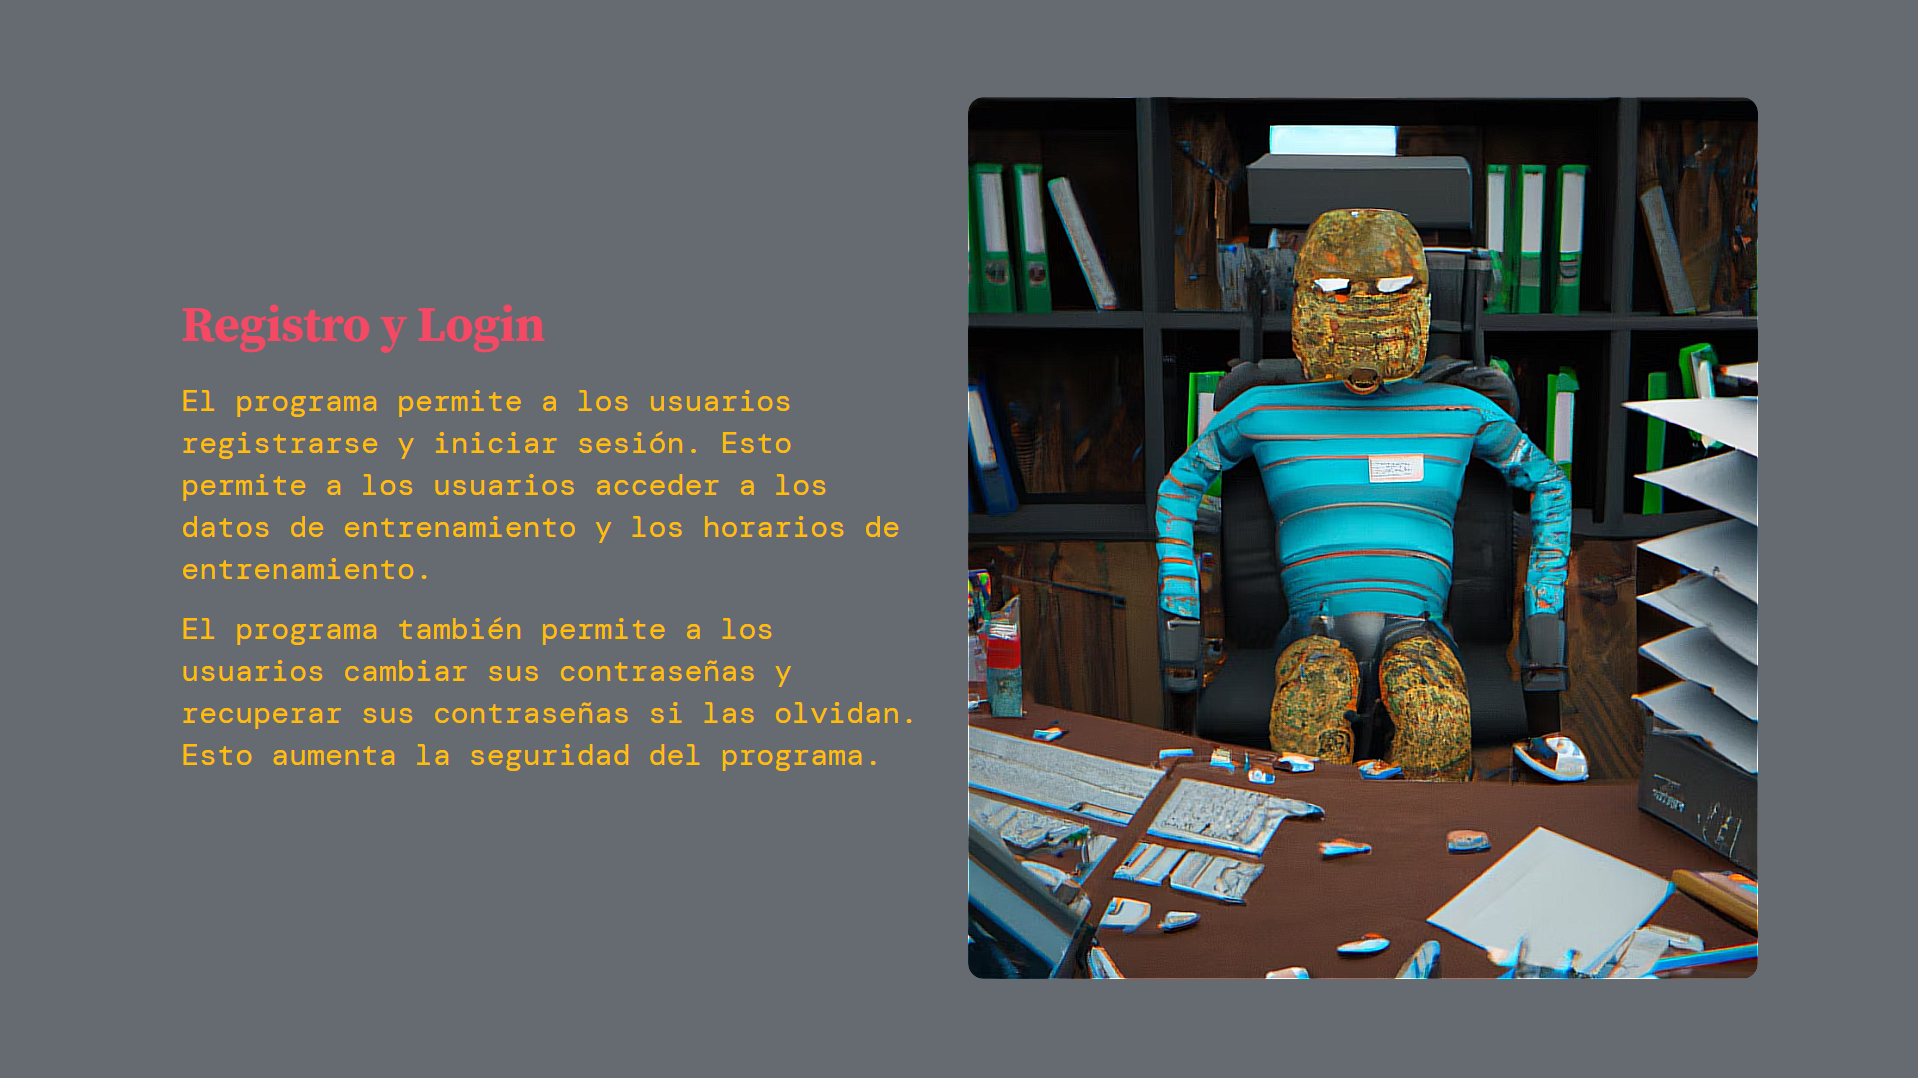 Registro y Login
El programa permite a los usuarios
registrarse y iniciar sesión. Esto
permite a los usuarios acceder a los
datos de entrenamiento y los horarios de
entrenamiento.
El programa también permite a los
usuarios cambiar sus contraseñas y
recuperar sus contraseñas si las olvidan.
Esto aumenta la seguridad del programa.